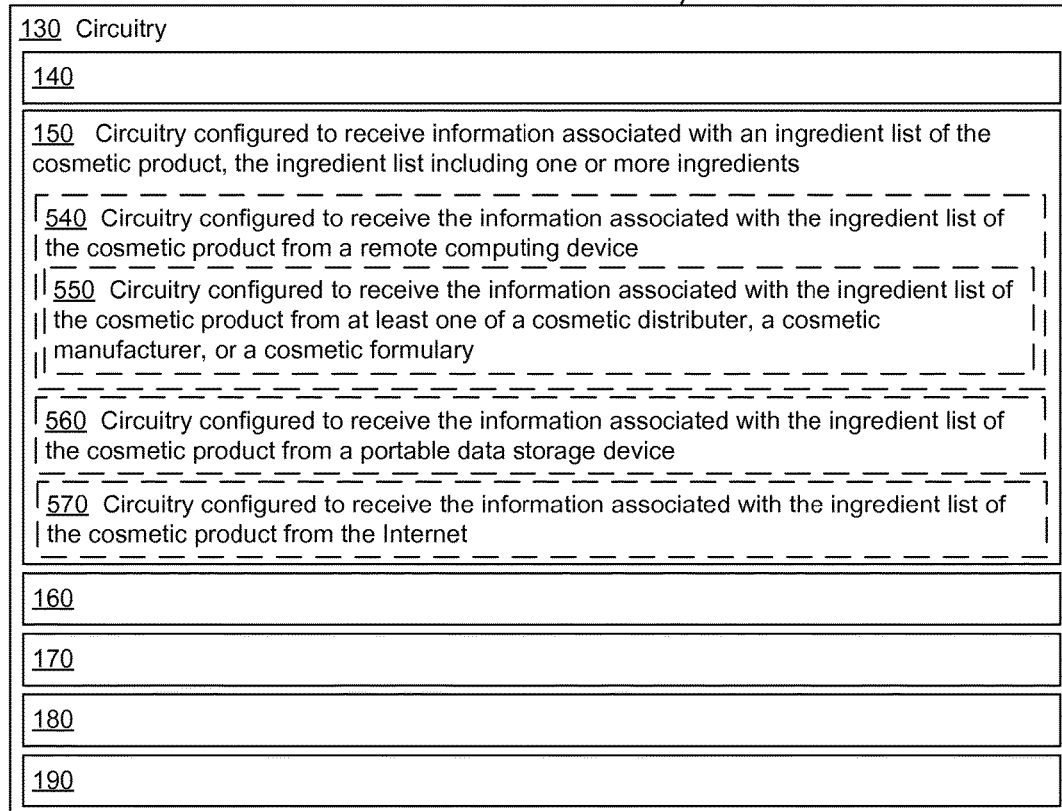 130 Circuitry
140
150 Circuitry configured to receive information associated with an ingredient list of the
cosmetic product, the ingredient list including one or more ingredients
540 Circuitry configured to receive the information associated with the ingredient list of
the cosmetic product from a remote computing device
550 Circuitry configured to receive the information associated with the ingredient list of
the cosmetic product from at least one of a cosmetic distributer, a cosmetic
manufacturer, or a cosmetic formulary
560 Circuitry configured to receive the information associated with the ingredient list of
the cosmetic product from a portable data storage device
570 Circuitry configured to receive the information associated with the ingredient list of
the cosmetic product from the Internet
160
170
180
190